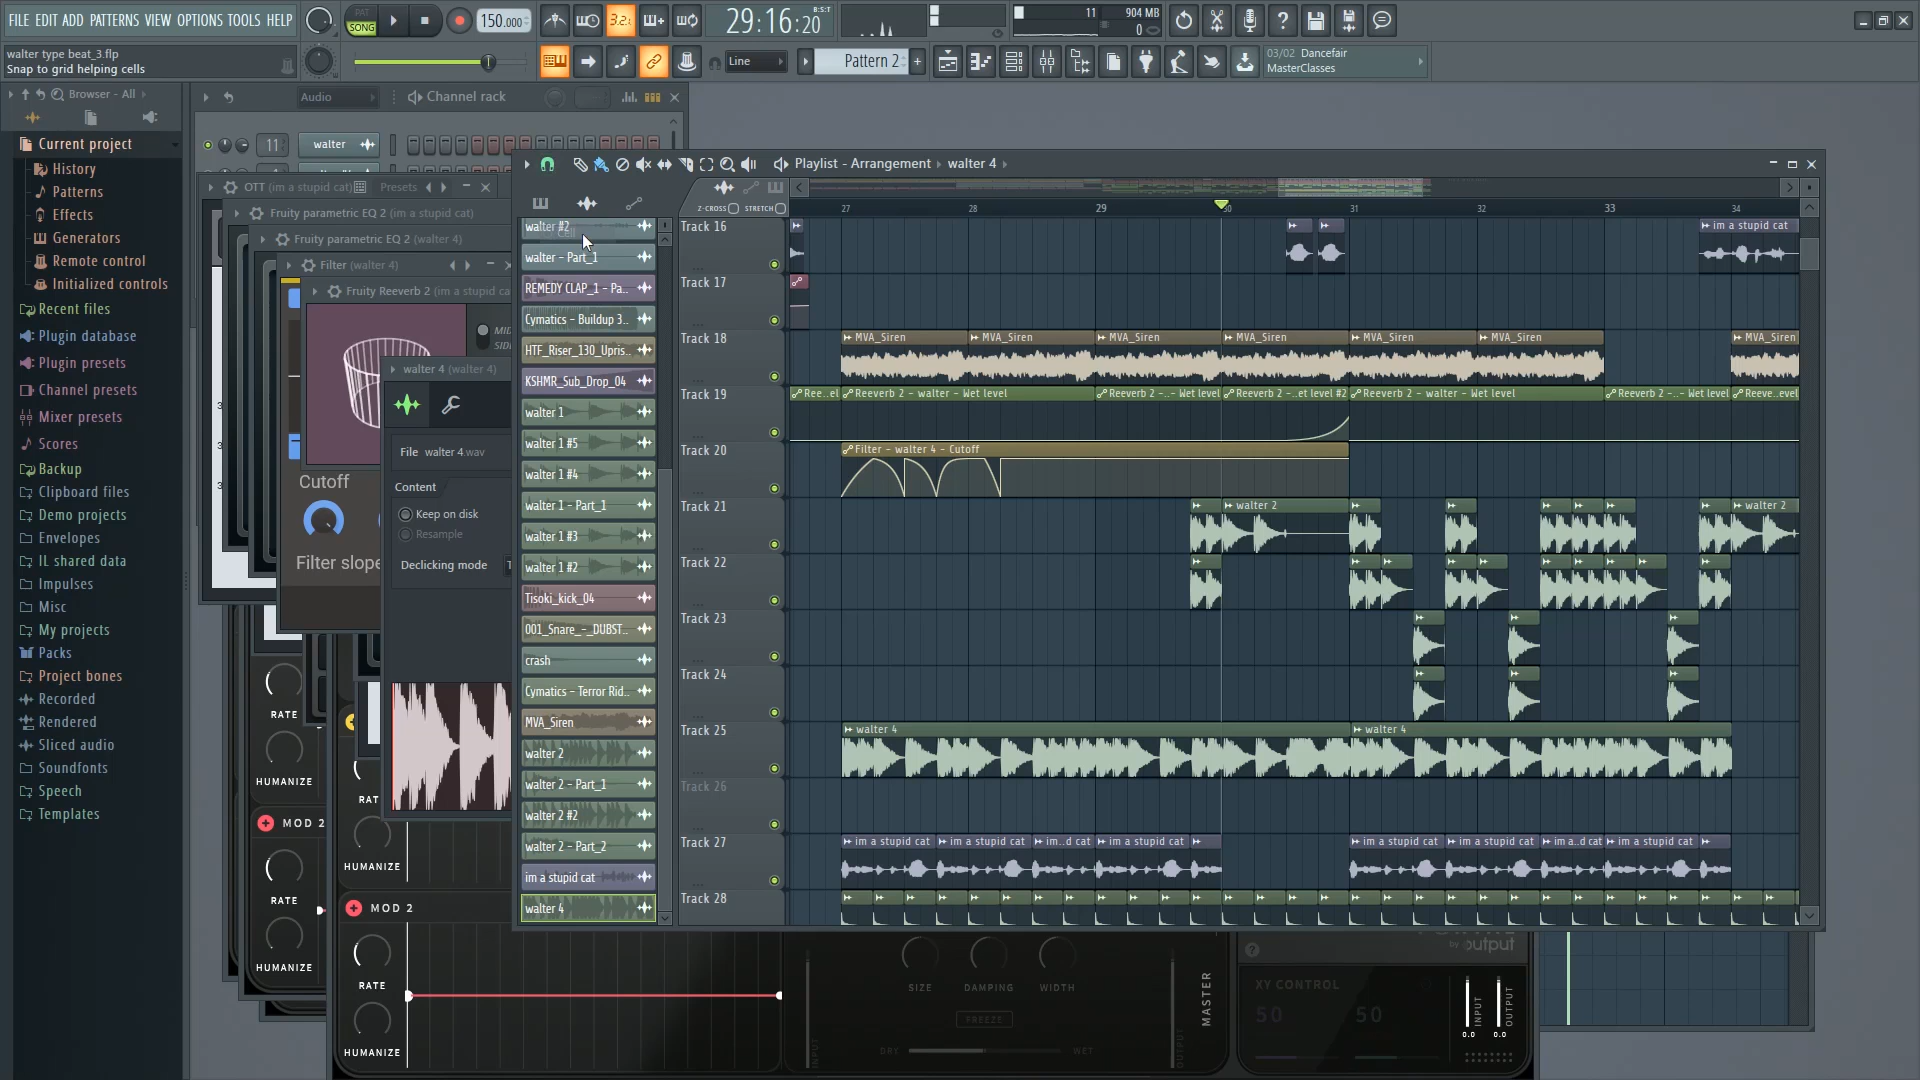 FILE EDIT ADD PATTERNS VIEW OPTIONS TOOLS HELP
PAT
SONG
150.000
3.2.
29:16:20
B:S:T
11
904 MB
0
walter type beat_3.flp
Snap to grid helping cells
Line
Pattern 2
+
03/02 Dancefair
MasterClasses
Browser - All
Audio
Channel rack
Current project
History
Patterns
Effects
Generators
Remote control
Initialized controls
Recent files
Plugin database
Plugin presets
Channel presets
Mixer presets
Scores
Backup
Clipboard files
Demo projects
Envelopes
IL shared data
Impulses
Misc
My projects
Packs
Project bones
Recorded
Rendered
Sliced audio
Soundfonts
Speech
Templates
11
walter
OTT (im a stupid cat)
Presets
Fruity parametric EQ 2 (im a stupid cat)
Fruity parametric EQ 2 (walter 4)
Filter (walter 4)
Fruity Reeverb 2 (im a stupid ca
MID
SIDE
walter 4 (walter 4)
File walter 4.wav
Content
Keep on disk
Resample
Declicking mode
Cutoff
Filter slope
RATE
HUMANIZE
MOD 2
RATE
HUMANIZE
RAT
HUMANIZE
MOD 2
RATE
HUMANIZE
Playlist - Arrangement
walter 4
Z-CROSS
STRETCH
27
28
29
30
31
32
33
34
walter #2
Cell
walter - Part_1
REMEDY CLAP_1 - Pa..
Cymatics - Buildup 3..
HTF_Riser_130_Upris..
KSHMR_Sub_Drop_04
walter 1
walter 1 #5
walter 1 #4
walter 1 - Part_1
walter 1 #3
walter 1 #2
Tisoki_kick_04
001_Snare_-_DUBST..
crash
Cymatics - Terror Rid..
MVA_Siren
walter 2
walter 2 - Part_1
walter 2 #2
walter 2 - Part_2
im a stupid cat
walter 4
Track 16
im a stupid cat
Track 17
Track 18
MVA_Siren
MVA_Siren
MVA_Siren
MVA_Siren
MVA_Siren
MVA_Siren
MVA_Siren
Track 19
Ree..el
Reeverb 2 - walter - Wet level
Reeverb 2 -..- Wet level
Reeverb 2 -..et level #2
Reeverb 2 - walter - Wet level
Reeverb 2 -..- Wet level
Reeve..evel
Track 20
Filter - walter 4 - Cutoff
Track 21
walter 2
walter 2
Track 22
Track 23
Track 24
Track 25
walter 4
walter 4
Track 26
Track 27
im a stupid cat
im a stupid cat
im..d cat
im a stupid cat
im a stupid cat
im a stupid cat
im a..d cat
im a stupid cat
Track 28
SIZE
DAMPING
WIDTH
FREEZE
DRY
WET
INPUT
OUTPUT
MASTER
by output
XY CONTROL
50
50
INPUT
OUTPUT
0.0
0.0